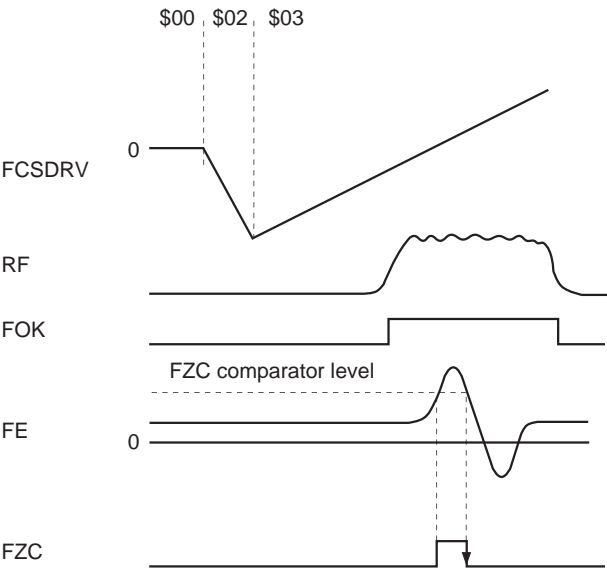 $00 $02 $03
0
FCSDRV
RF
FOK
FZC comparator level
FE
0
FZC